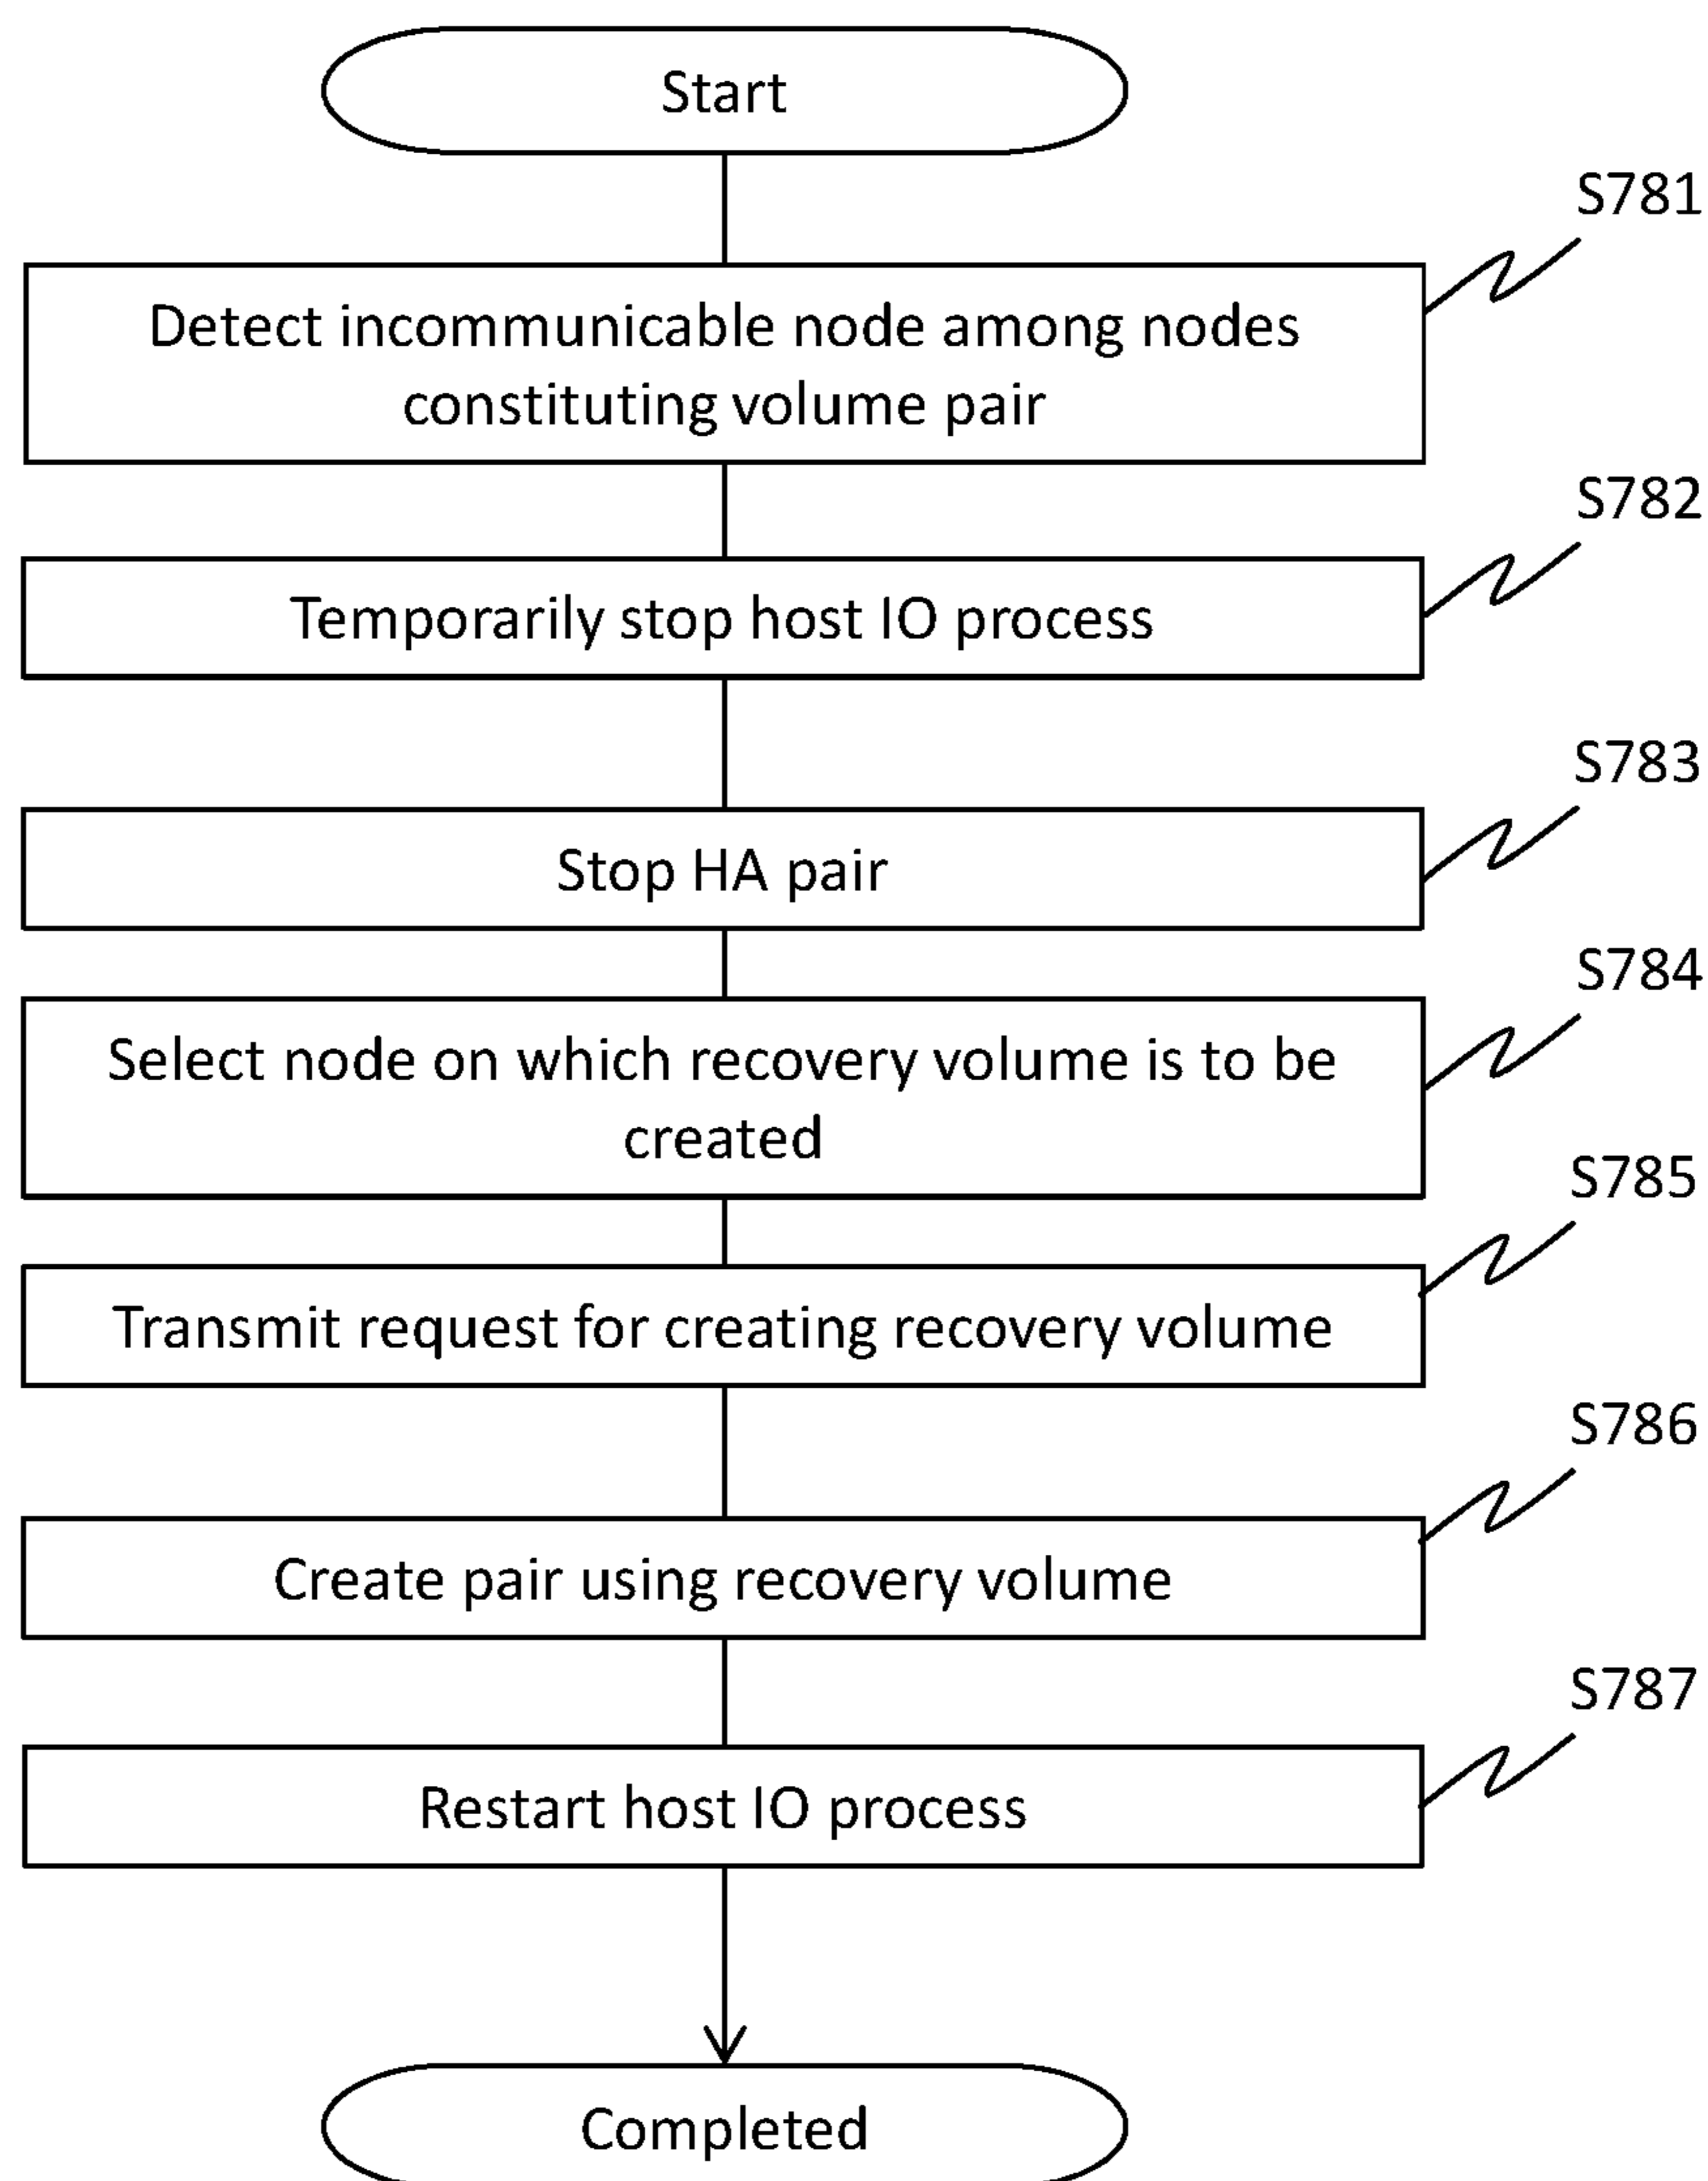 Start
S781
Detect incommunicable node among nodes
constituting volume pair
S782
Temporarily stop host IO process
S783
Stop HA pair
S784
Select node on which recovery volume is to be
created
S785
Transmit request for creating recovery volume
S786
Create pair using recovery volume
S787
Restart host IO process
Completed